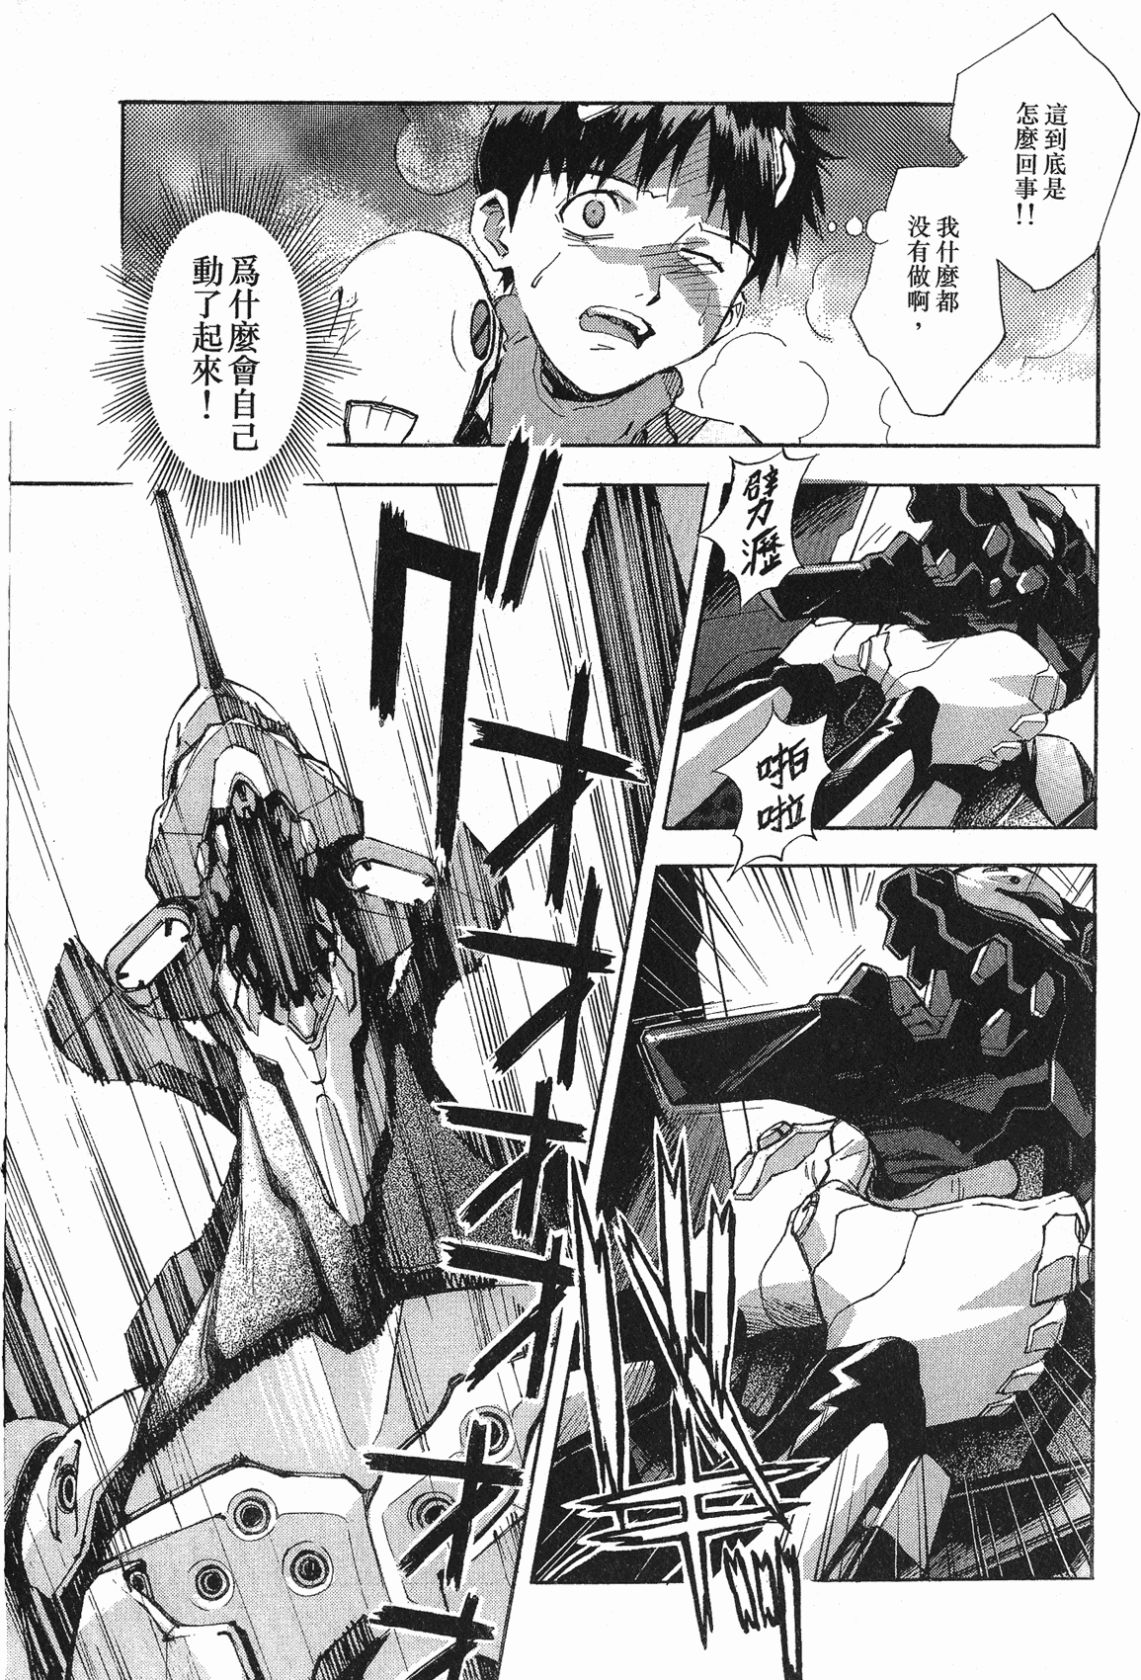 這到底是
怎麼回事!!
我什麼都
没有做啊，
爲什麼會自己
動了起來！
劈瀝
啪啦
グオオオオオオ